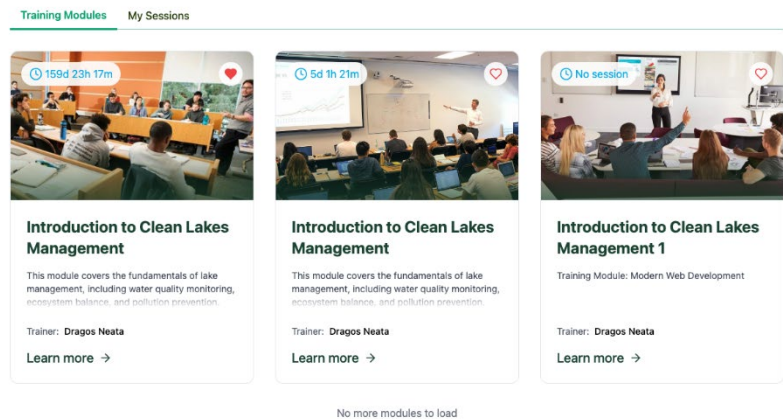 Training Modules My Sessions
159d 23h 17m
Introduction to Clean Lakes
Management
This module covers the fundamentals of lake
management, including water quality monitoring,
ecosystem balance, and pollution prevention.
Trainer: Dragos Neata
Learn more →
5d 1h 21m
Introduction to Clean Lakes
Management
This module covers the fundamentals of lake
management, including water quality monitoring,
ecosystem balance, and pollution prevention.
Trainer: Dragos Neata
Learn more →
No session
Introduction to Clean Lakes
Management 1
Training Module: Modern Web Development
Trainer: Dragos Neata
Learn more →
No more modules to load